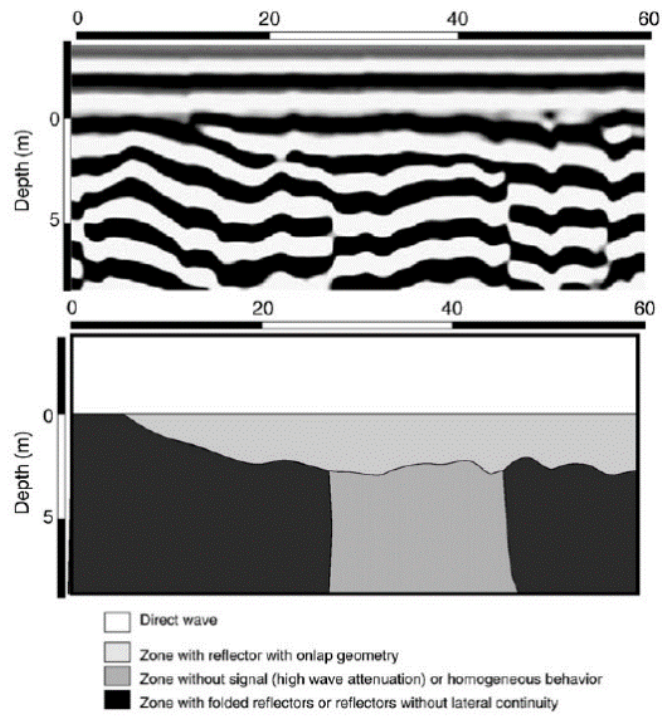 0 20 40 60
0
Depth (m)
5
0 20 40 60
0
Depth (m)
5
Direct wave
Zone with reflector with onlap geometry
Zone without signal (high wave attenuation) or homogeneous behavior
Zone with folded reflectors or reflectors without lateral continuity